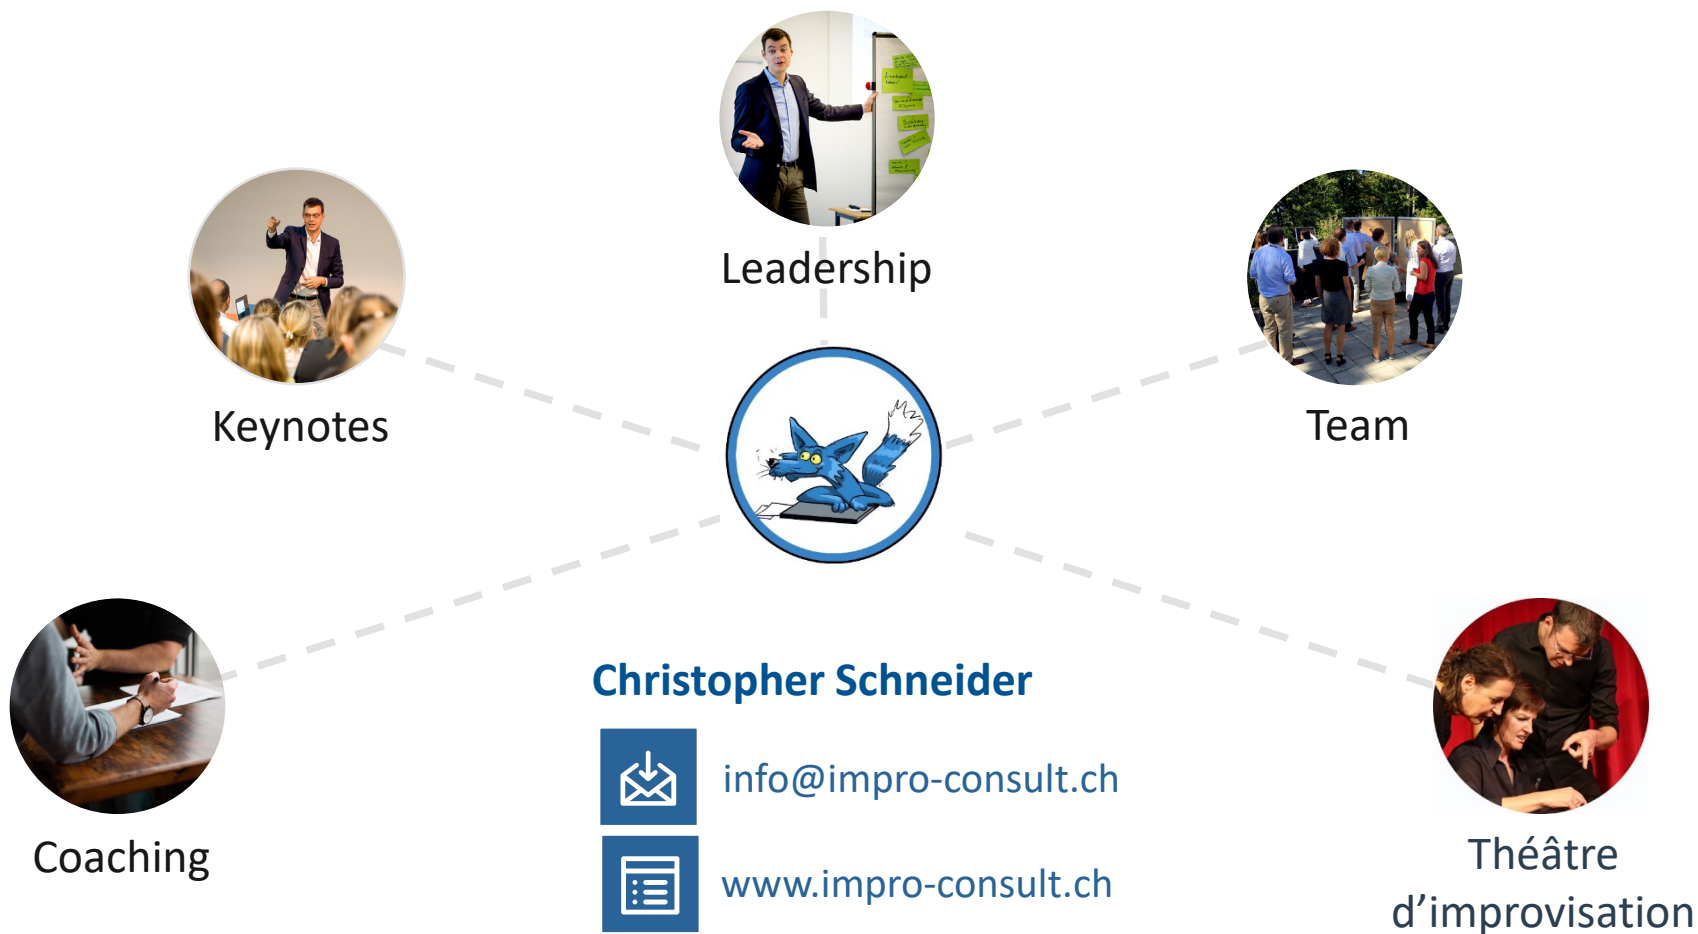 Leadership
Keynotes
Team
Coaching
Christopher Schneider
info@impro-consult.ch
www.impro-consult.ch
Théâtre
d’improvisation